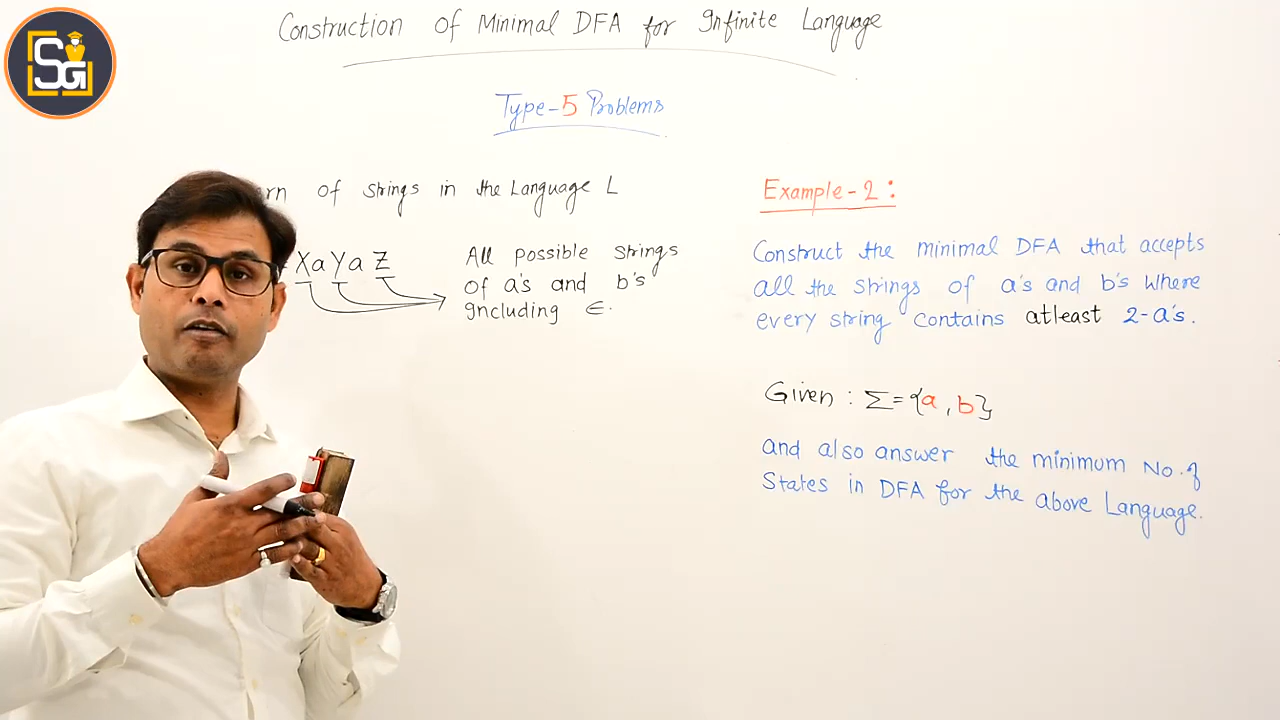 SG
Construction of Minimal DFA for Infinite Language
Type-5 Problems
of strings in the Language L
XaYaZ
All possible strings
of a's and b's
Including ∈.
Example-2:
Construct the minimal DFA that accepts
all the strings of a's and b's where
every string contains atleast 2-a's.
Given : Σ={a,b}
and also answer the minimum No.of
States in DFA for the above Language.